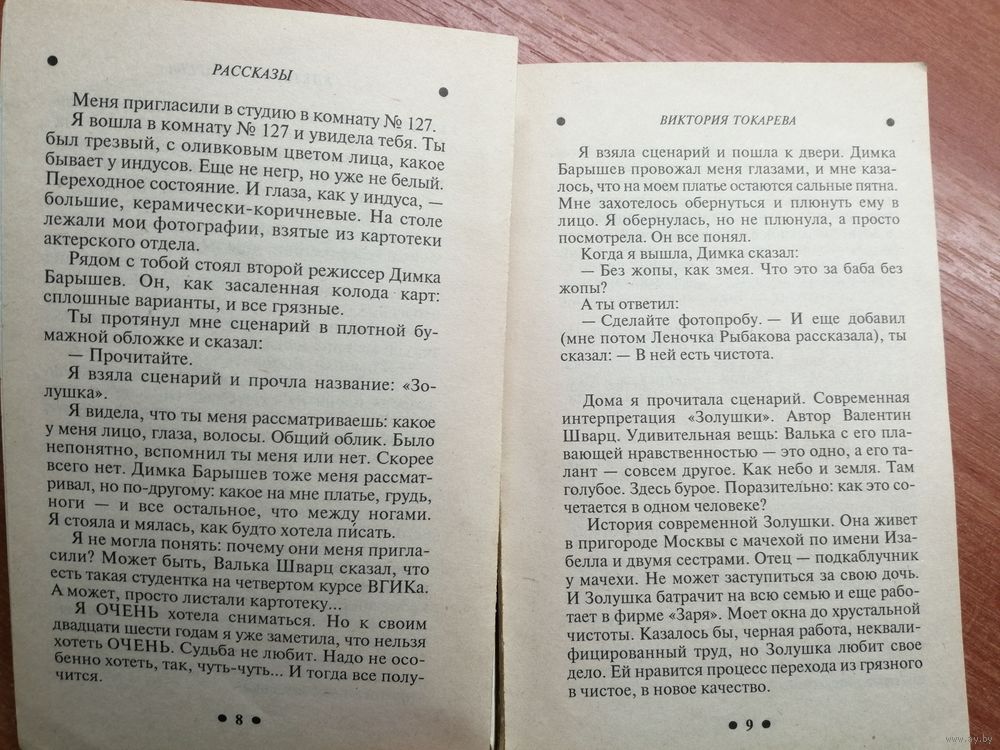 РАССКАЗЫ
Меня пригласили в студию в комнату № 127.
Я вошла в комнату № 127 и увидела тебя. Ты
был трезвый, с оливковым цветом лица, какое
бывает у индусов. Еще не негр, но уже не белый.
Переходное состояние. И глаза, как у индуса, —
большие, керамически-коричневые. На столе
лежали мои фотографии, взятые из картотеки
актерского отдела.
Рядом с тобой стоял второй режиссер Димка
Барышев. Он, как засаленная колода карт:
сплошные варианты, и все грязные.
Ты протянул мне сценарий в плотной бу-
мажной обложке и сказал:
— Прочитайте.
Я взяла сценарий и прочла название: «Зо-
лушка».
Я видела, что ты меня рассматриваешь: какое
у меня лицо, глаза, волосы. Общий облик. Было
непонятно, вспомнил ты меня или нет. Скорее
всего нет. Димка Барышев тоже меня рассмат-
ривал, но по-другому: какое на мне платье, грудь,
ноги — и все остальное, что между ногами.
Я стояла и мялась, как будто хотела пи́сать.
Я не могла понять: почему они меня пригла-
сили? Может быть, Валька Шварц сказал, что
есть такая студентка на четвертом курсе ВГИКа.
А может, просто листали картотеку...
Я ОЧЕНЬ хотела сниматься. Но к своим
двадцати шести годам я уже заметила, что нельзя
хотеть ОЧЕНЬ. Судьба не любит. Надо не осо-
бенно хотеть, так, чуть-чуть... И тогда все полу-
чится.
● 8 ●
ВИКТОРИЯ ТОКАРЕВА
Я взяла сценарий и пошла к двери. Димка
Барышев провожал меня глазами, и мне каза-
лось, что на моем платье остаются сальные пятна.
Мне захотелось обернуться и плюнуть ему в
лицо. Я обернулась, но не плюнула, а просто
посмотрела. Он все понял.
Когда я вышла, Димка сказал:
— Без жопы, как змея. Что это за баба без
жопы?
А ты ответил:
— Сделайте фотопробу. — И еще добавил
(мне потом Леночка Рыбакова рассказала), ты
сказал: — В ней есть чистота.
Дома я прочитала сценарий. Современная
интерпретация «Золушки». Автор Валентин
Шварц. Удивительная вещь: Валька с его пла-
вающей нравственностью — это одно, а его та-
лант — совсем другое. Как небо и земля. Там
голубое. Здесь бурое. Поразительно: как это со-
четается в одном человеке?
История современной Золушки. Она живет
в пригороде Москвы с мачехой по имени Иза-
белла и двумя сестрами. Отец — подкаблучник
у мачехи. Не может заступиться за свою дочь.
И Золушка батрачит на всю семью и еще рабо-
тает в фирме «Заря». Моет окна до хрустальной
чистоты. Казалось бы, черная работа, неквали-
фицированный труд, но Золушка любит свое
дело. Ей нравится процесс перехода из грязного
в чистое, в новое качество.
● 9 ●
www.ay.by